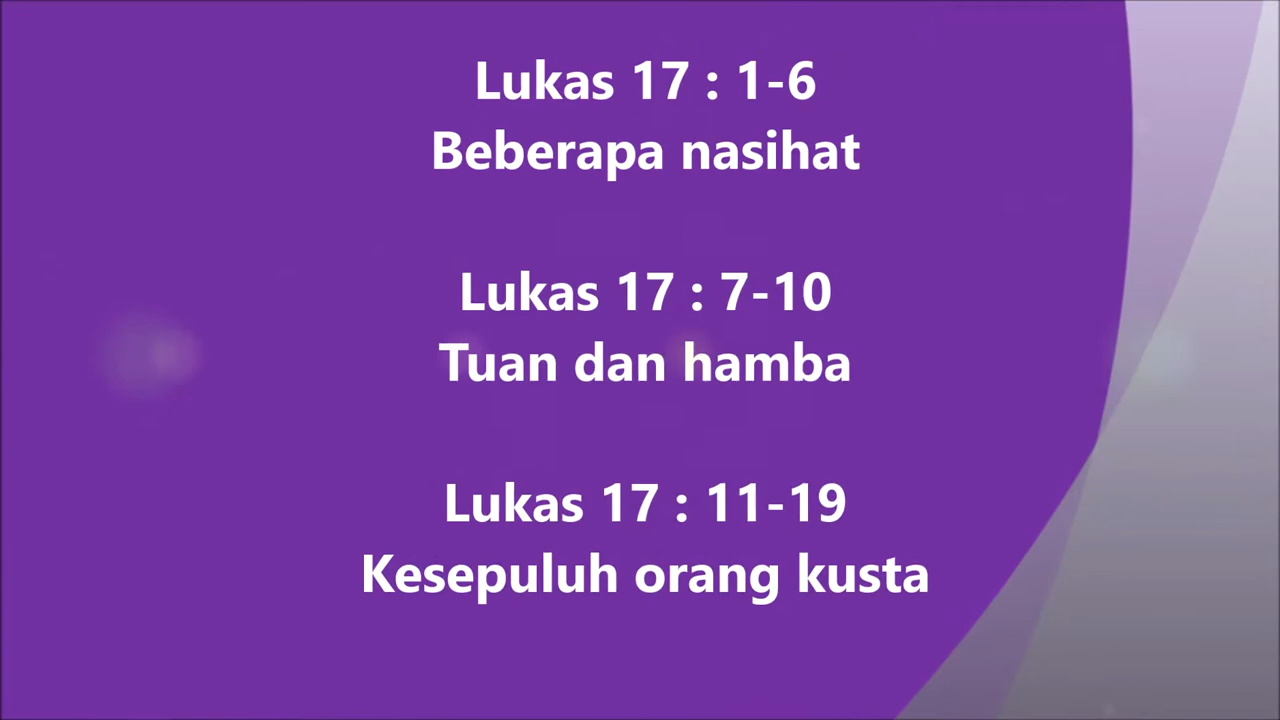 Lukas 17 : 1-6
Beberapa nasihat
Lukas 17 : 7-10
Tuan dan hamba
Lukas 17 : 11-19
Kesepuluh orang kusta